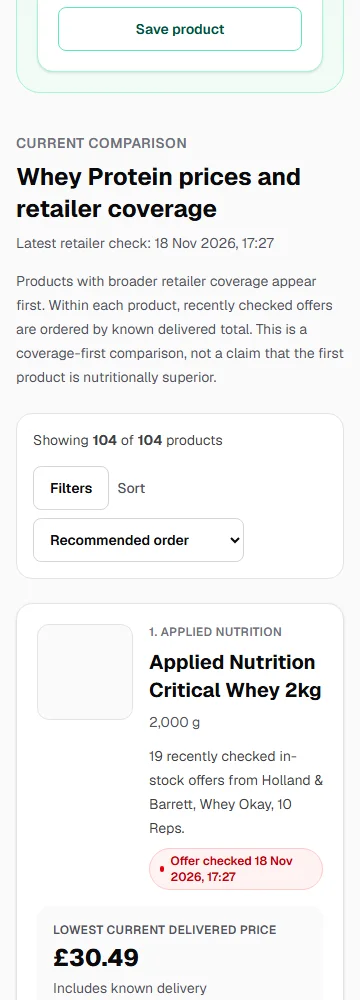 Save product
CURRENT COMPARISON
Whey Protein prices and
retailer coverage
Latest retailer check: 18 Nov 2026, 17:27
Products with broader retailer coverage appear
first. Within each product, recently checked offers
are ordered by known delivered total. This is a
coverage-first comparison, not a claim that the first
product is nutritionally superior.
Showing 104 of 104 products
Filters Sort
Recommended order
1. APPLIED NUTRITION
Applied Nutrition
Critical Whey 2kg
2,000 g
19 recently checked in-
stock offers from Holland &
Barrett, Whey Okay, 10
Reps.
Offer checked 18 Nov
2026, 17:27
LOWEST CURRENT DELIVERED PRICE
£30.49
Includes known delivery